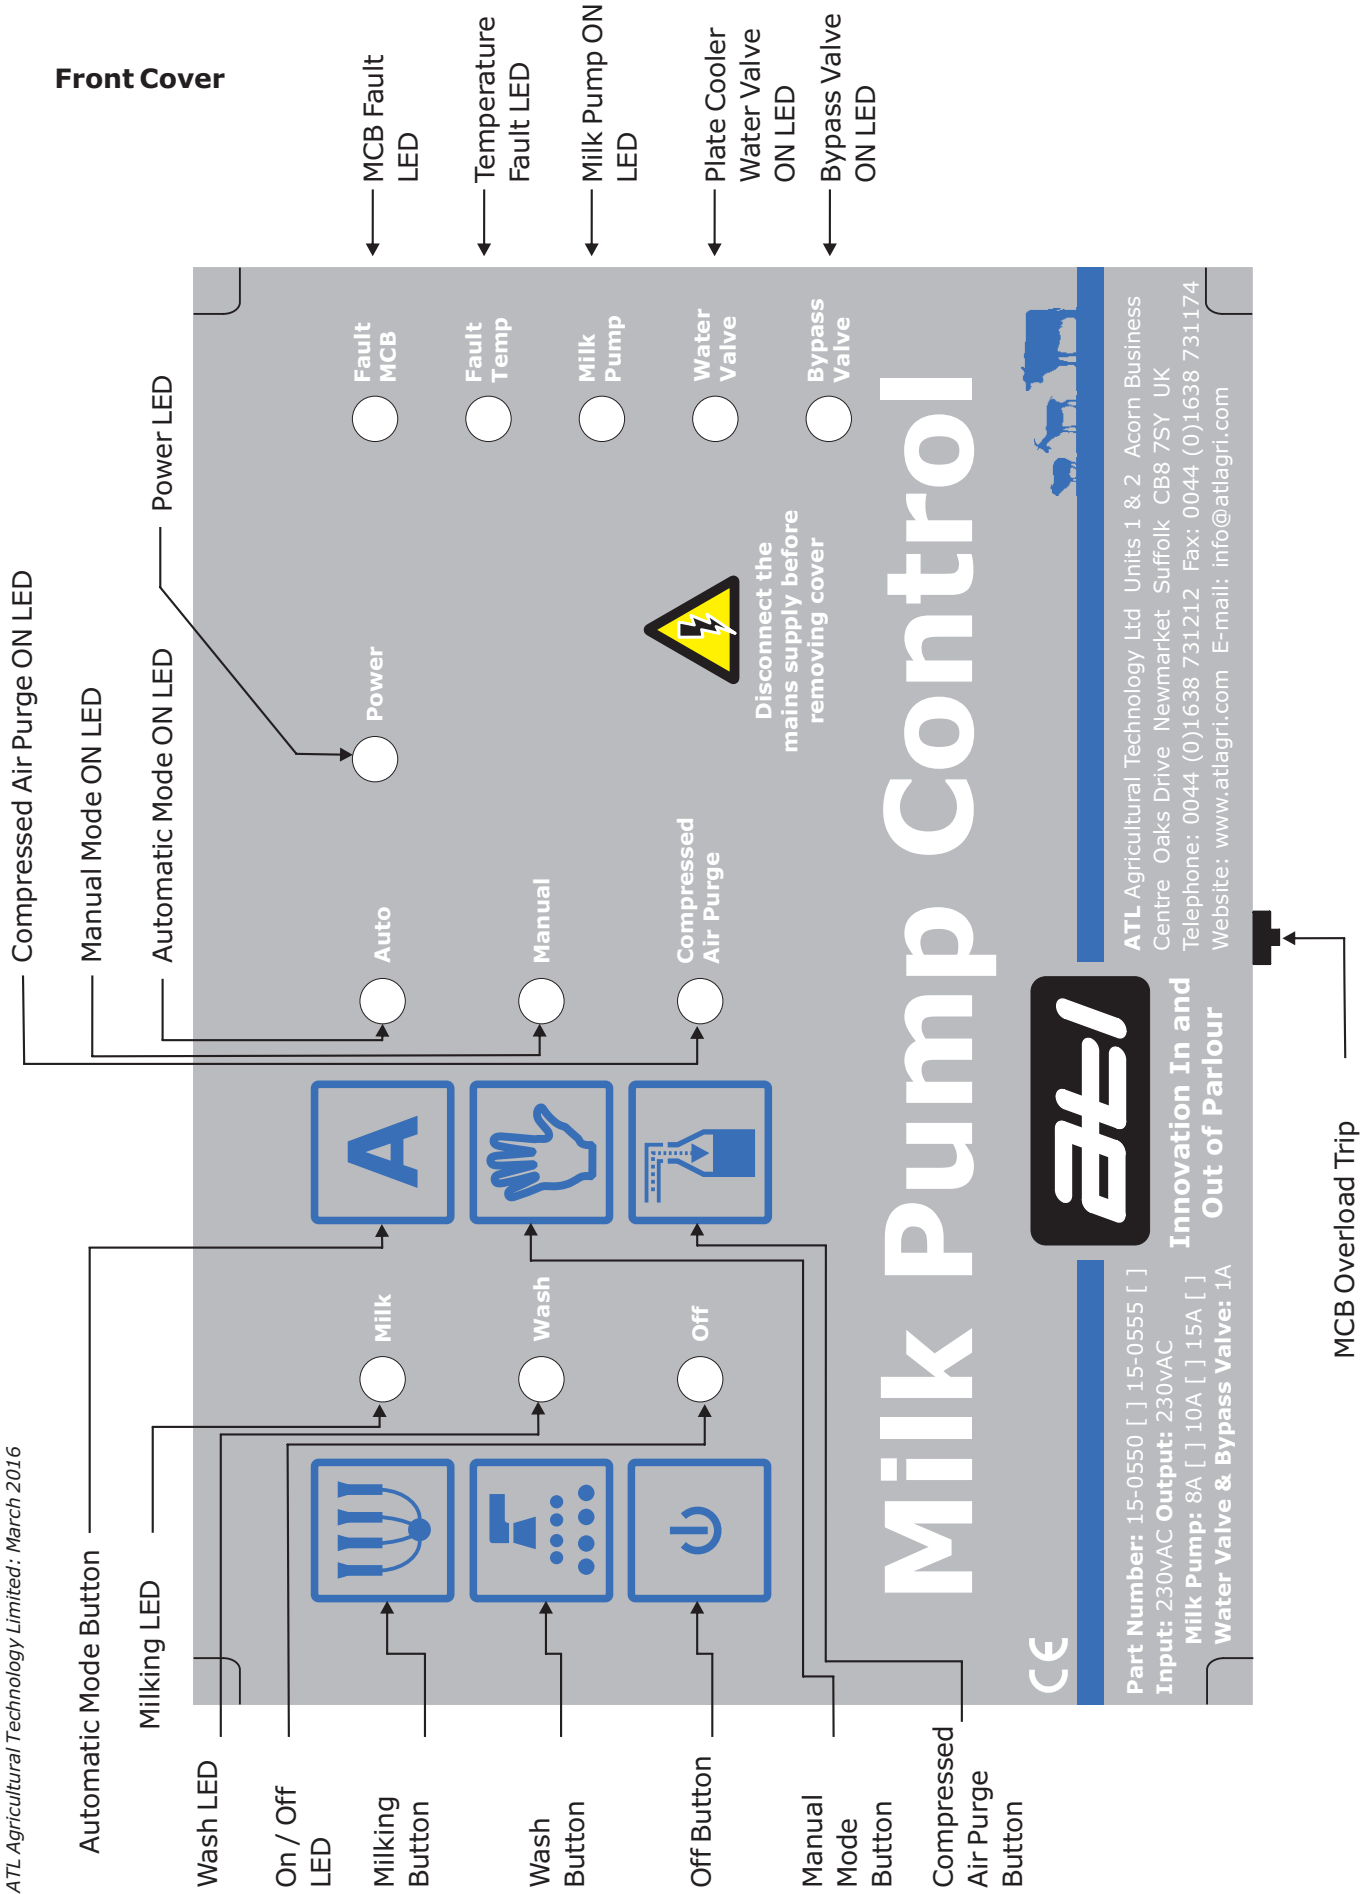 Front Cover
ATL Agricultural Technology Limited: March 2016
Compressed Air Purge ON LED
Manual Mode ON LED
Automatic Mode ON LED
Power LED
MCB Fault
LED
Temperature
Fault LED
Milk Pump ON
LED
Plate Cooler
Water Valve
ON LED
Bypass Valve
ON LED
Automatic Mode Button
Milking LED
Wash LED
On / Off
LED
Milking
Button
Wash
Button
Off Button
Manual
Mode
Button
Compressed
Air Purge
Button
MCB Overload Trip
Milk
Wash
Off
A
Auto
Manual
Compressed
Air Purge
Power
Fault
MCB
Fault
Temp
Milk
Pump
Water
Valve
Bypass
Valve
Disconnect the
mains supply before
removing cover
Milk Pump Control
CE
Part Number: 15-0550 [ ] 15-0555 [ ]
Input: 230vAC Output: 230vAC
Milk Pump: 8A [ ] 10A [ ] 15A [ ]
Water Valve & Bypass Valve: 1A
atl
Innovation In and
Out of Parlour
ATL Agricultural Technology Ltd Units 1 & 2 Acorn Business
Centre Oaks Drive Newmarket Suffolk CB8 7SY UK
Telephone: 0044 (0)1638 731212 Fax: 0044 (0)1638 731174
Website: www.atlagri.com E-mail: info@atlagri.com